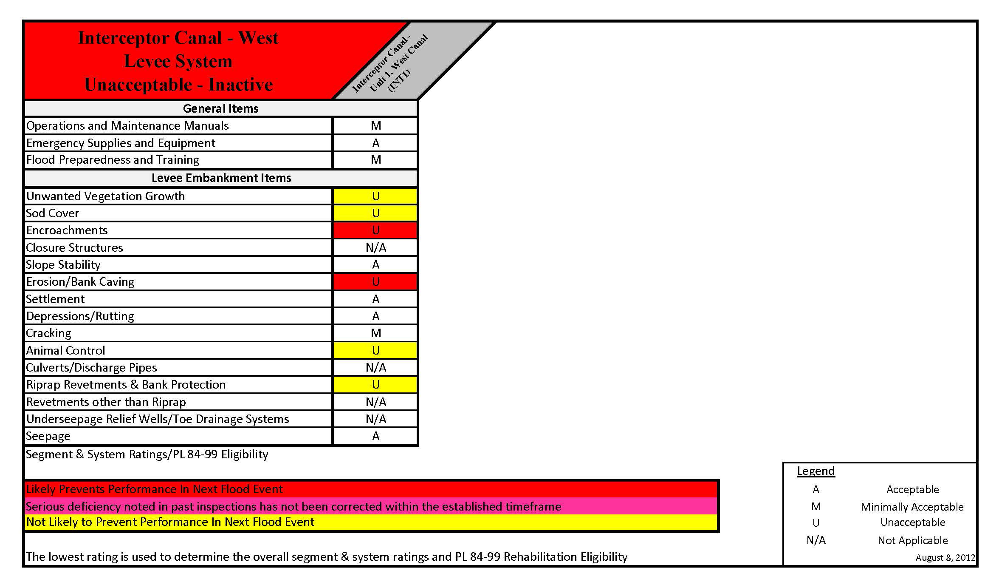 Interceptor Canal - West
Levee System
Unacceptable - Inactive
Interceptor Canal -
Unit 1, West Canal
(INT1)
General Items
Operations and Maintenance Manuals M
Emergency Supplies and Equipment A
Flood Preparedness and Training M
Levee Embankment Items
Unwanted Vegetation Growth U
Sod Cover U
Encroachments U
Closure Structures N/A
Slope Stability A
Erosion/Bank Caving U
Settlement A
Depressions/Rutting A
Cracking M
Animal Control U
Culverts/Discharge Pipes N/A
Riprap Revetments & Bank Protection U
Revetments other than Riprap N/A
Underseepage Relief Wells/Toe Drainage Systems N/A
Seepage A
Segment & System Ratings/PL 84-99 Eligibility
Likely Prevents Performance In Next Flood Event
Serious deficiency noted in past inspections has not been corrected within the established timeframe
Not Likely to Prevent Performance In Next Flood Event
The lowest rating is used to determine the overall segment & system ratings and PL 84-99 Rehabilitation Eligibility
Legend
A Acceptable
M Minimally Acceptable
U Unacceptable
N/A Not Applicable
August 8, 2012